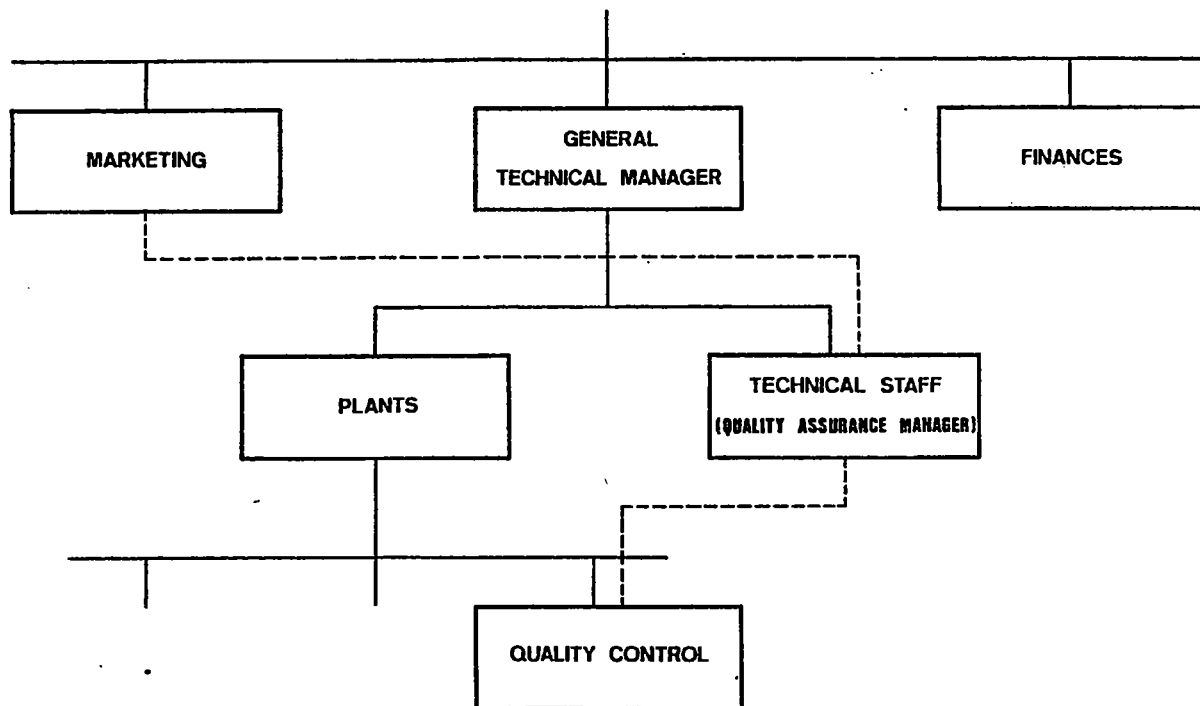 MARKETING
GENERAL
TECHNICAL MANAGER
FINANCES
PLANTS
TECHNICAL STAFF
(QUALITY ASSURANCE MANAGER)
QUALITY CONTROL